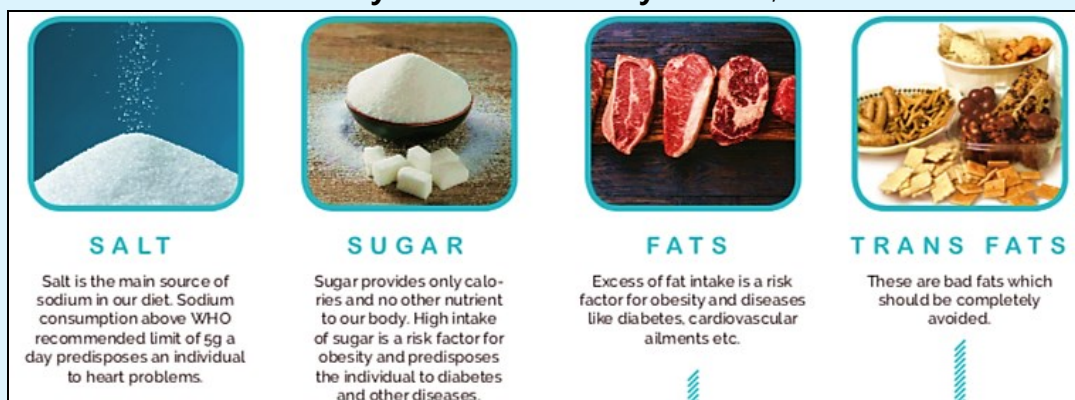 SALT
Salt is the main source of
sodium in our diet. Sodium
consumption above WHO
recommended limit of 5g a
day predisposes an individual
to heart problems.
SUGAR
Sugar provides only calo-
ries and no other nutrient
to our body. High intake
of sugar is a risk factor for
obesity and predisposes
the individual to diabetes
and other diseases.
FATS
Excess of fat intake is a risk
factor for obesity and diseases
like diabetes, cardiovascular
ailments etc.
TRANS FATS
These are bad fats which
should be completely
avoided.